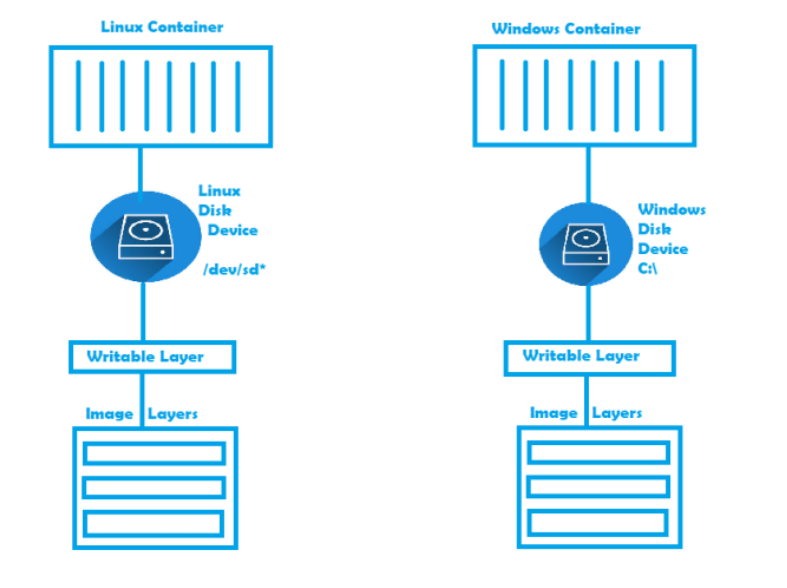 Linux Container
Linux
Disk
Device
/dev/sd*
Writable Layer
Image Layers
Windows Container
Windows
Disk
Device
C:\
Writable Layer
Image Layers